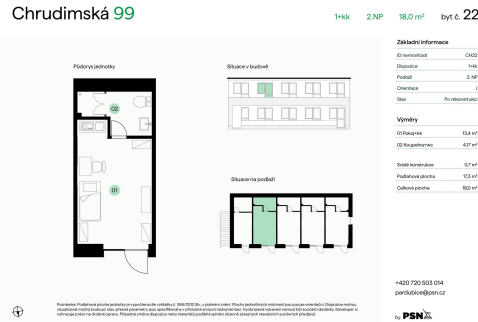 Chrudimská 99
1+kk 2.NP 18,0 m² byt č. 22
Základní informace
ID nemovitosti CH22
Dispozice 1+kk
Podlaží 2. NP
Orientace J
Stav Po rekonstrukci
Půdorys jednotky
Situace v budově
02
01
Výměry
01 Pokoj+kk 13,4 m²
02 Koupelna+wc 4,17 m²
Svislé konstrukce 0,7 m²
Podlahová plocha 17,3 m²
Celková plocha 18,0 m²
Situace na podlaží
+420 720 503 014
pardubice@psn.cz
by PSN